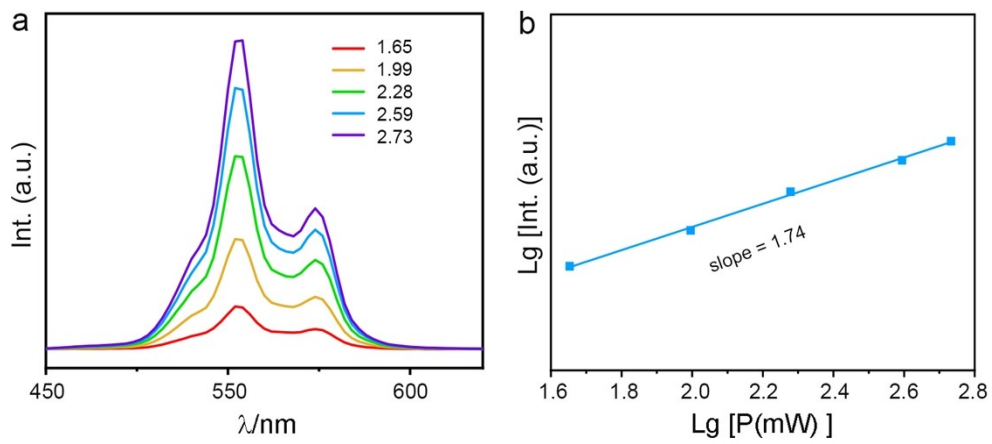 a
1.65
1.99
2.28
2.59
2.73
Int. (a.u.)
450
550
600
λ/nm
b
Lg [Int. (a.u.)]
slope = 1.74
1.6
1.8
2.0
2.2
2.4
2.6
2.8
Lg [P(mW) ]